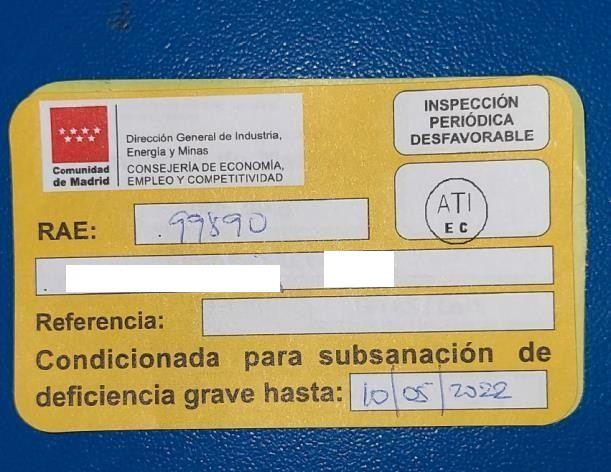 Comunidad
de Madrid
Dirección General de Industria,
Energía y Minas
CONSEJERÍA DE ECONOMÍA,
EMPLEO Y COMPETITIVIDAD
INSPECCIÓN
PERIÓDICA
DESFAVORABLE
ATI
EC
RAE: 99890
Referencia:
Condicionada para subsanación de
deficiencia grave hasta: 10/05/2022